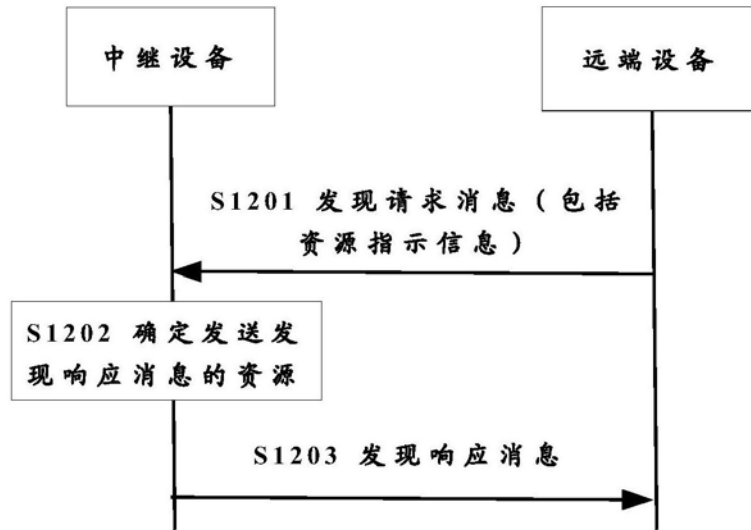 中继设备
远端设备
S1201 发现请求消息（包括
资源指示信息）
S1202 确定发送发
现响应消息的资源
S1203 发现响应消息